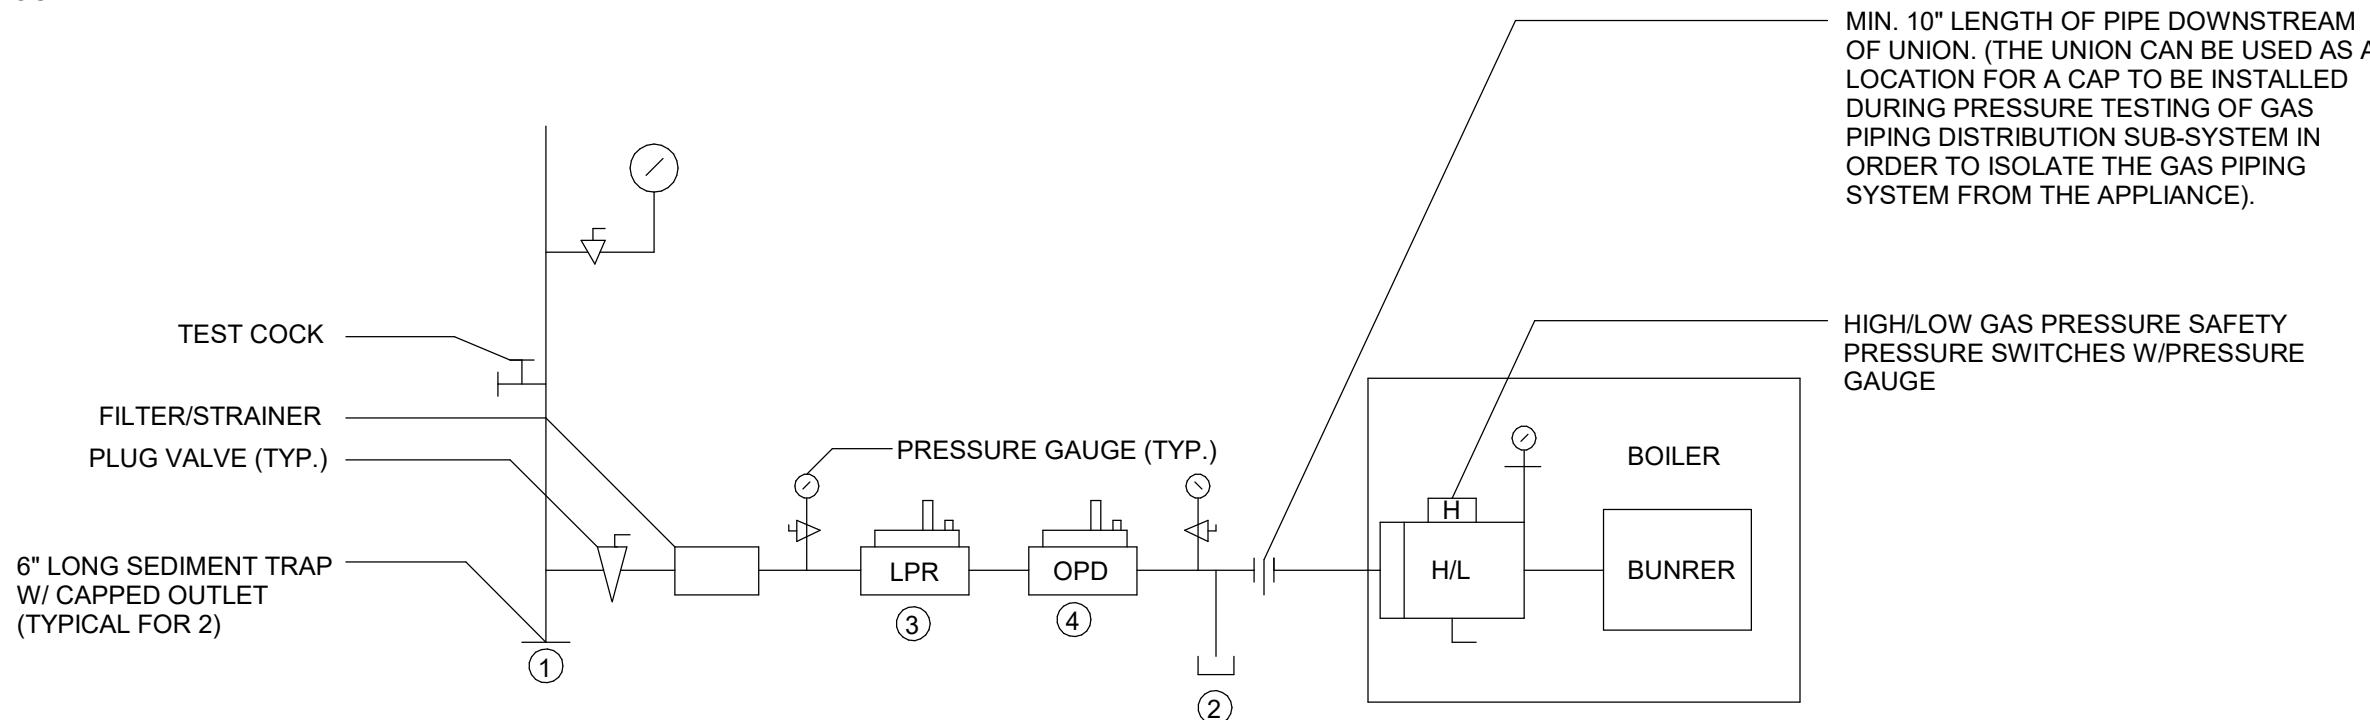 MIN. 10" LENGTH OF PIPE DOWNSTREAM
OF UNION. (THE UNION CAN BE USED AS A
LOCATION FOR A CAP TO BE INSTALLED
DURING PRESSURE TESTING OF GAS
PIPING DISTRIBUTION SUB-SYSTEM IN
ORDER TO ISOLATE THE GAS PIPING
SYSTEM FROM THE APPLIANCE).
TEST COCK
HIGH/LOW GAS PRESSURE SAFETY
PRESSURE SWITCHES W/PRESSURE
GAUGE
FILTER/STRAINER
PLUG VALVE (TYP.)
PRESSURE GAUGE (TYP.)
BOILER
6" LONG SEDIMENT TRAP
W/ CAPPED OUTLET
(TYPICAL FOR 2)
LPR
OPD
H
H/L
BUNRER
3
4
1
2